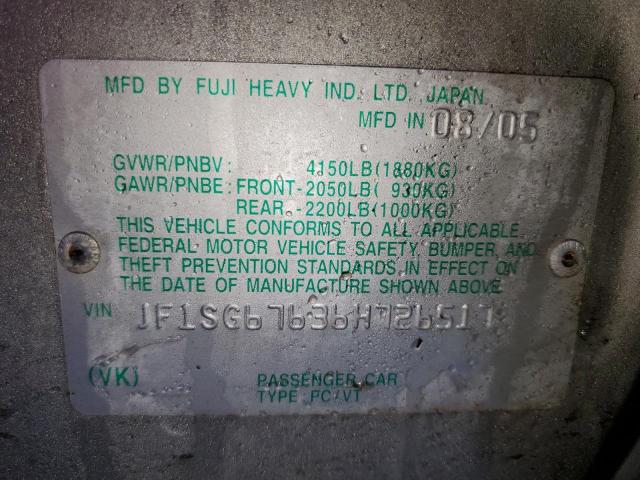 MFD BY FUJI HEAVY IND. LTD. JAPAN
MFD IN 08/05
GVWR/PNBV: 4150LB(1880KG)
GAWR/PNBE: FRONT-2050LB( 930KG)
REAR -2200LB(1000KG)
THIS VEHICLE CONFORMS TO ALL APPLICABLE
FEDERAL MOTOR VEHICLE SAFETY, BUMPER, AND
THEFT PREVENTION STANDARDS IN EFFECT ON
THE DATE OF MANUFACTURE SHOWN ABOVE.
VIN JF1SG67636H726517
(VK) PASSENGER CAR
TYPE PC/VT